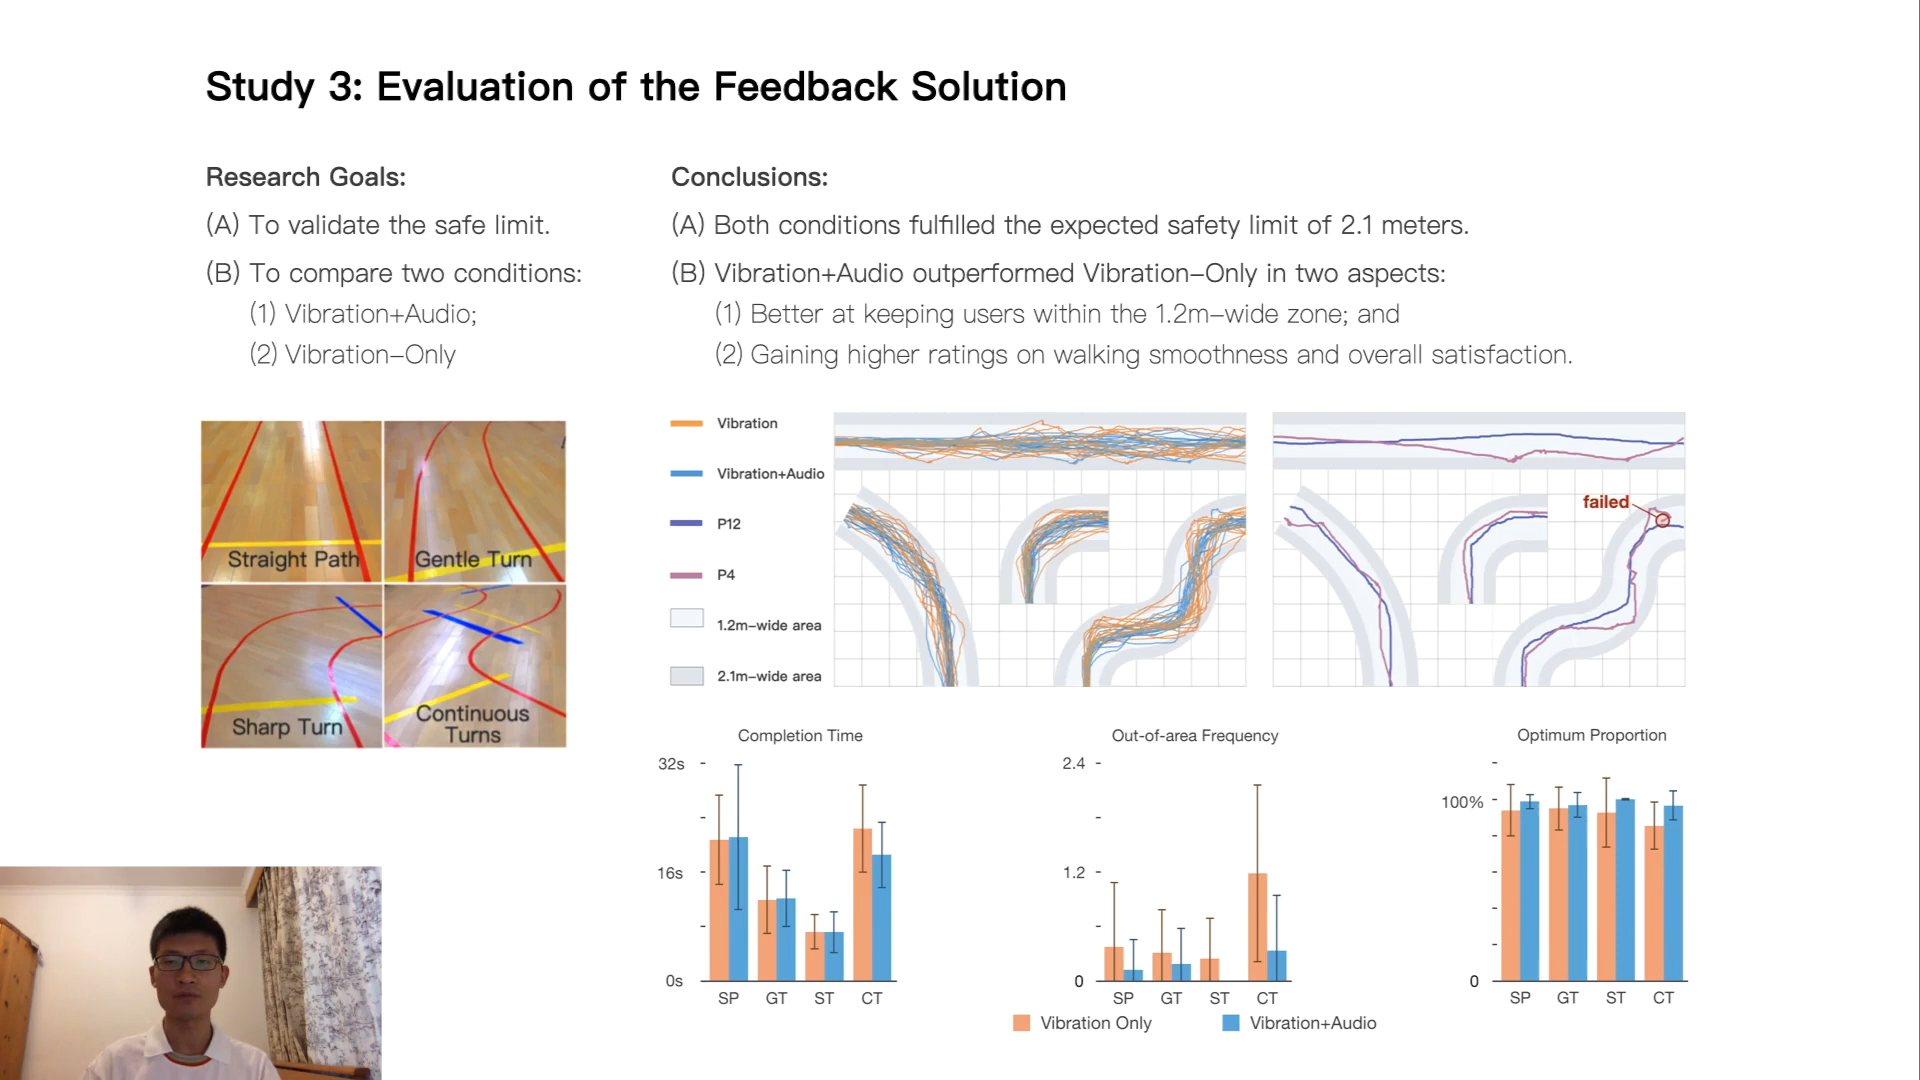 Study 3: Evaluation of the Feedback Solution
Research Goals:
(A) To validate the safe limit.
(B) To compare two conditions:
(1) Vibration+Audio;
(2) Vibration–Only
Conclusions:
(A) Both conditions fulfilled the expected safety limit of 2.1 meters.
(B) Vibration+Audio outperformed Vibration–Only in two aspects:
(1) Better at keeping users within the 1.2m–wide zone; and
(2) Gaining higher ratings on walking smoothness and overall satisfaction.
Straight Path
Gentle Turn
Sharp Turn
Continuous
Turns
Vibration
Vibration+Audio
P12
P4
1.2m–wide area
2.1m–wide area
failed
Completion Time
32s
16s
0s
SP GT ST CT
Out-of-area Frequency
2.4
1.2
0
SP GT ST CT
Optimum Proportion
100%
0
SP GT ST CT
Vibration Only
Vibration+Audio